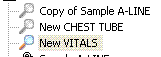 Copy of Sample A-LINE
New CHEST TUBE
New VITALS